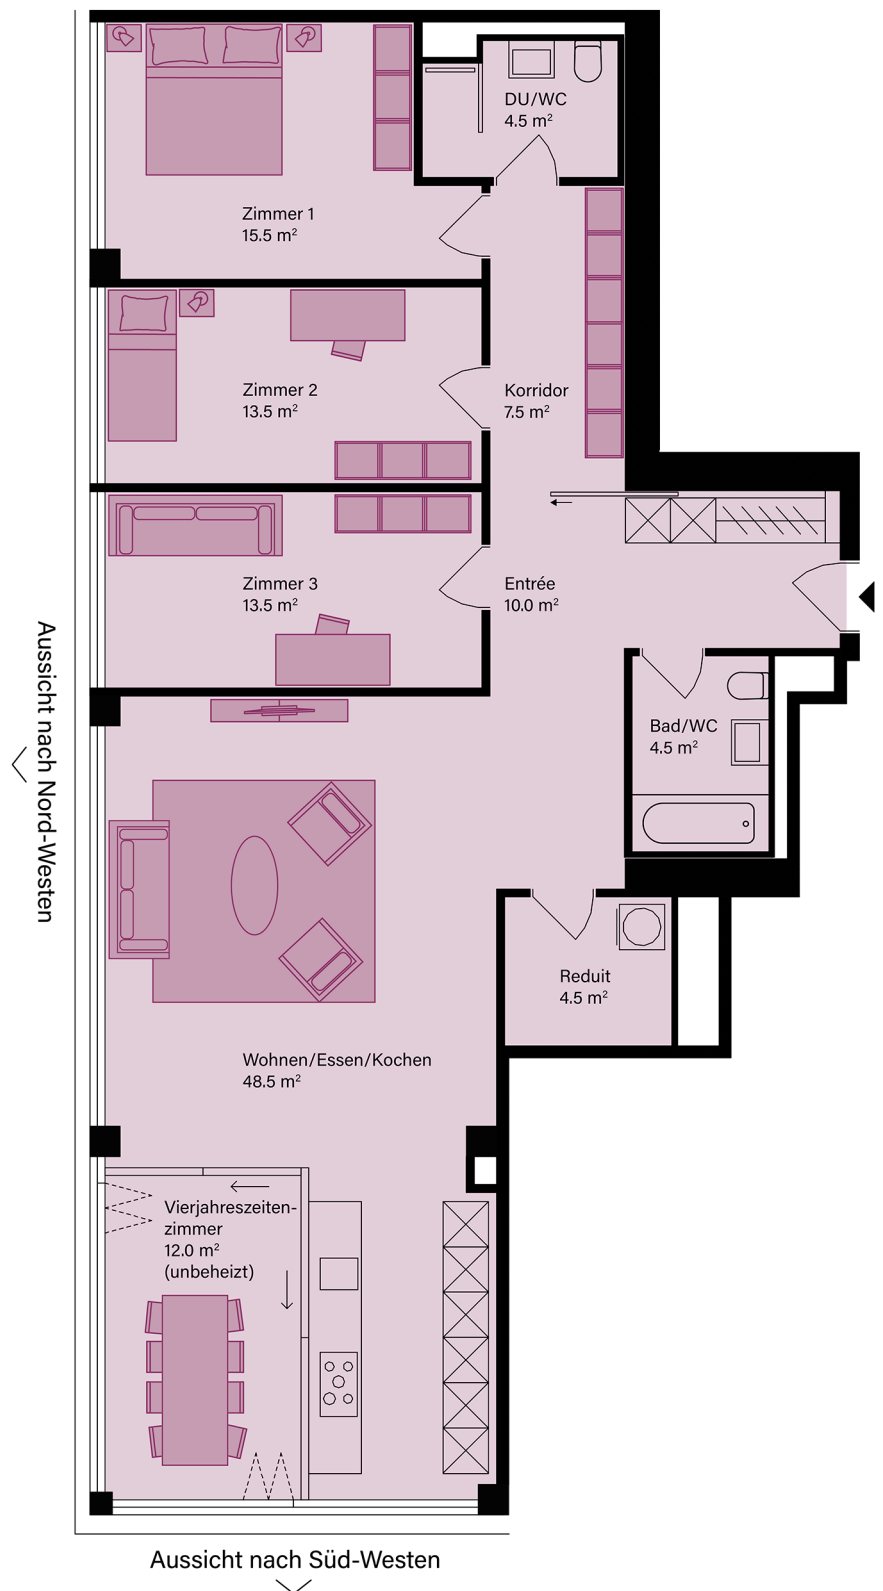 DU/WC
4.5 m²
Zimmer 1
15.5 m²
Zimmer 2
13.5 m²
Korridor
7.5 m²
Zimmer 3
13.5 m²
Entrée
10.0 m²
Aussicht nach Nord-Westen
Bad/WC
4.5 m²
Reduit
4.5 m²
Wohnen/Essen/Kochen
48.5 m²
Vierjahreszeiten-
zimmer
12.0 m²
(unbeheizt)
Aussicht nach Süd-Westen